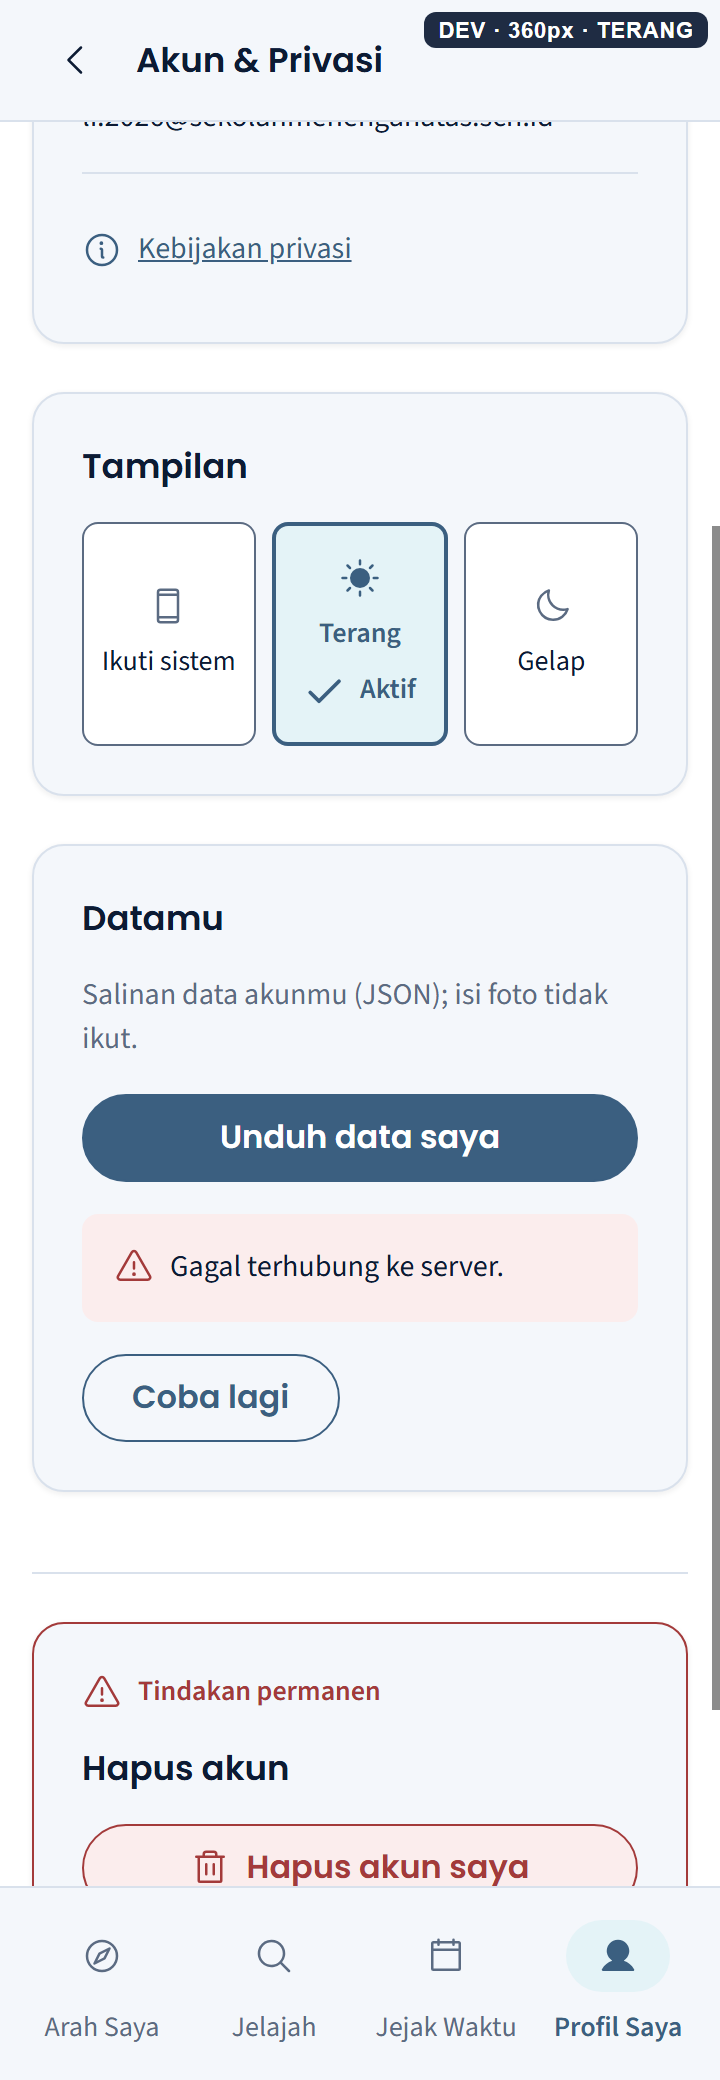 DEV · 360px · TERANG
Akun & Privasi
Kebijakan privasi
Tampilan
Ikuti sistem
Terang
Aktif
Gelap
Datamu
Salinan data akunmu (JSON); isi foto tidak
ikut.
Unduh data saya
Gagal terhubung ke server.
Coba lagi
Tindakan permanen
Hapus akun
Hapus akun saya
Arah Saya
Jelajah
Jejak Waktu
Profil Saya